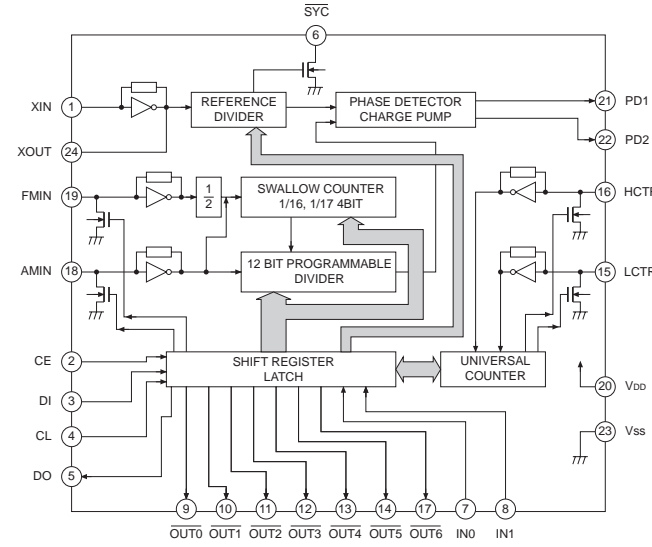 SYC
6
XIN 1
REFERENCE
DIVIDER
PHASE DETECTOR
CHARGE PUMP
21 PD1
22 PD2
XOUT 24
FMIN 19
1
2
SWALLOW COUNTER
1/16, 1/17 4BIT
16 HCTR
AMIN 18
12 BIT PROGRAMMABLE
DIVIDER
15 LCTR
CE 2
DI 3
CL 4
DO 5
SHIFT REGISTER
LATCH
UNIVERSAL
COUNTER
20 VDD
23 Vss
9 10 11 12 13 14 17 7 8
OUT0 OUT1 OUT2 OUT3 OUT4 OUT5 OUT6 IN0 IN1